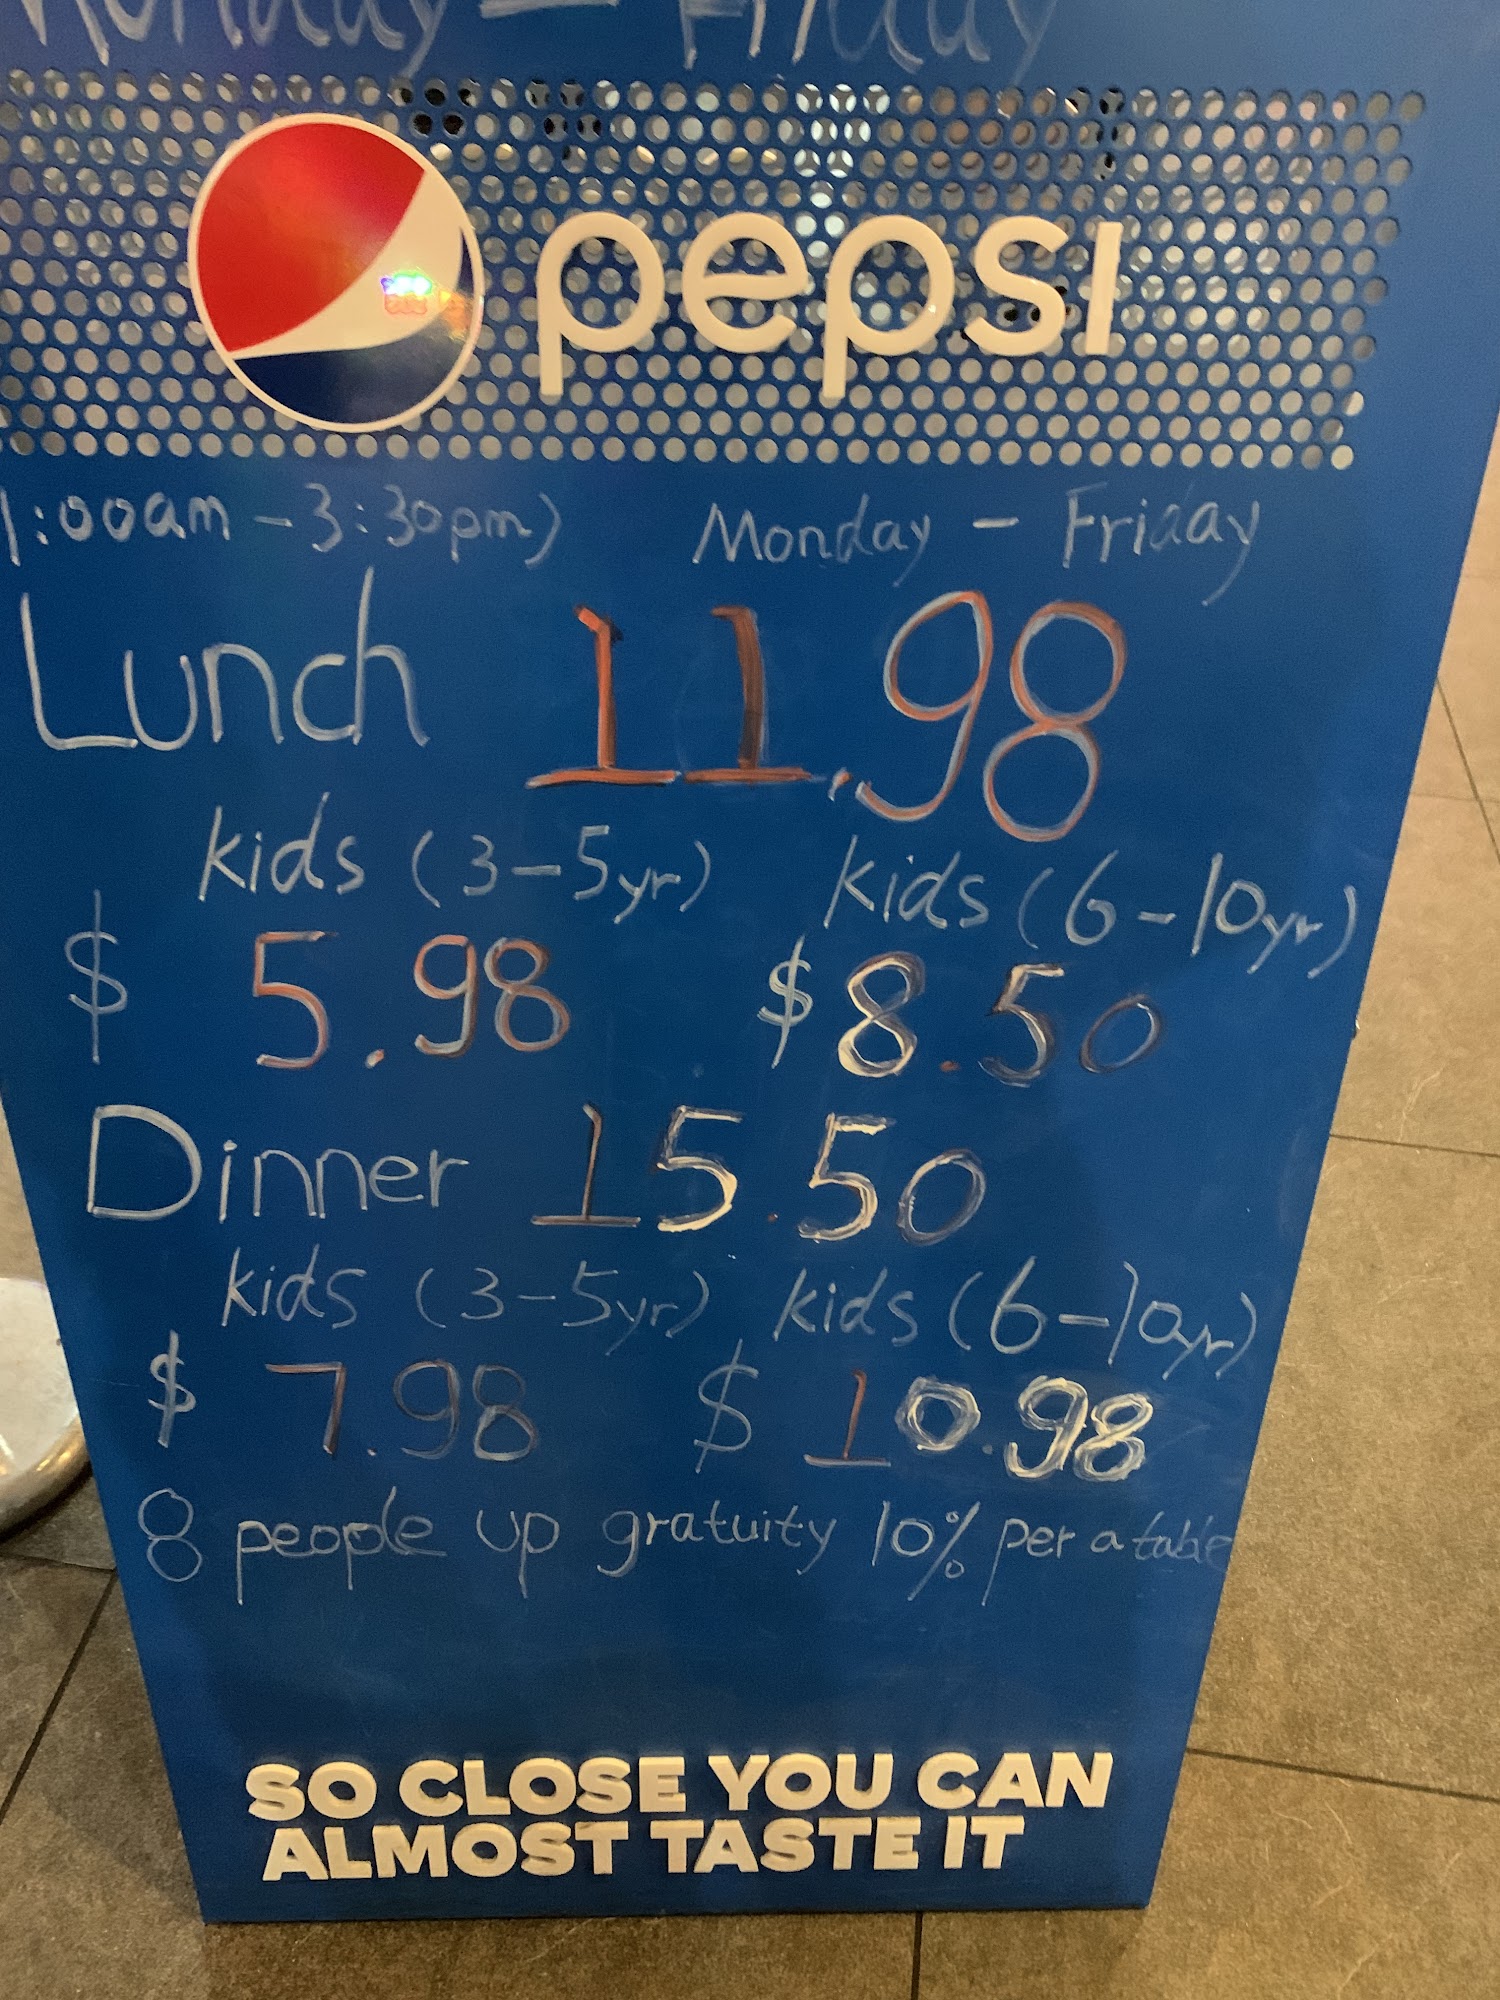 Monday - Friday
pepsi
1:00am - 3:30pm) Monday - Friday
Lunch 11.98
kids (3-5yr) kids (6-10yr)
$ 5.98 $8.50
Dinner 15.50
kids (3-5yr) kids (6-10yr)
$ 7.98 $ 10.98
8 people up gratuity 10% per a table
SO CLOSE YOU CAN
ALMOST TASTE IT